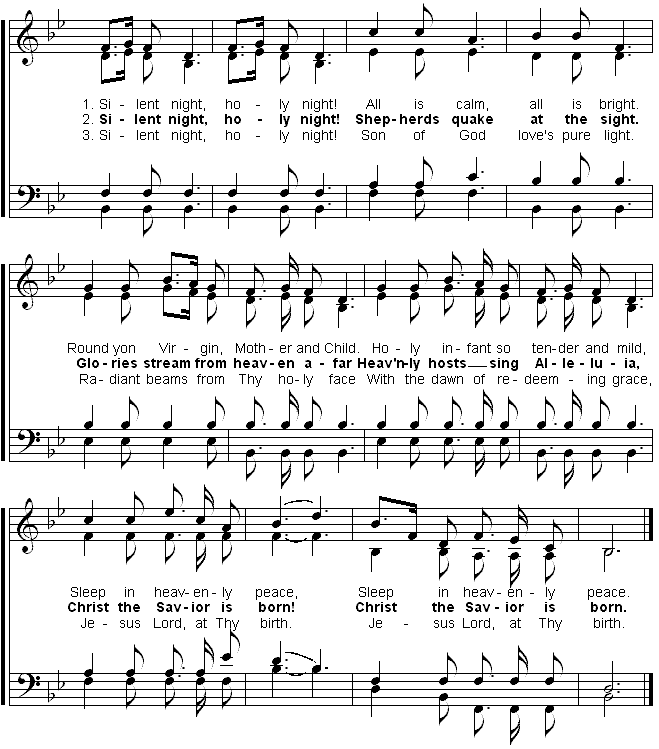 1. Si - lent night, ho - ly night! All is calm, all is bright.
2. Si - lent night, ho - ly night! Shep-herds quake at the sight.
3. Si - lent night, ho - ly night! Son of God love's pure light.
Round yon Vir - gin, Moth - er and Child. Ho - ly in - fant so ten - der and mild,
Glo - ries stream from heav - en a - far Heav'n-ly hosts sing Al - le - lu - ia,
Ra - diant beams from Thy ho - ly face With the dawn of re - deem - ing grace,
Sleep in heav - en - ly peace, Sleep in heav - en - ly peace.
Christ the Sav - ior is born! Christ the Sav - ior is born.
Je - sus Lord, at Thy birth. Je - sus Lord, at Thy birth.